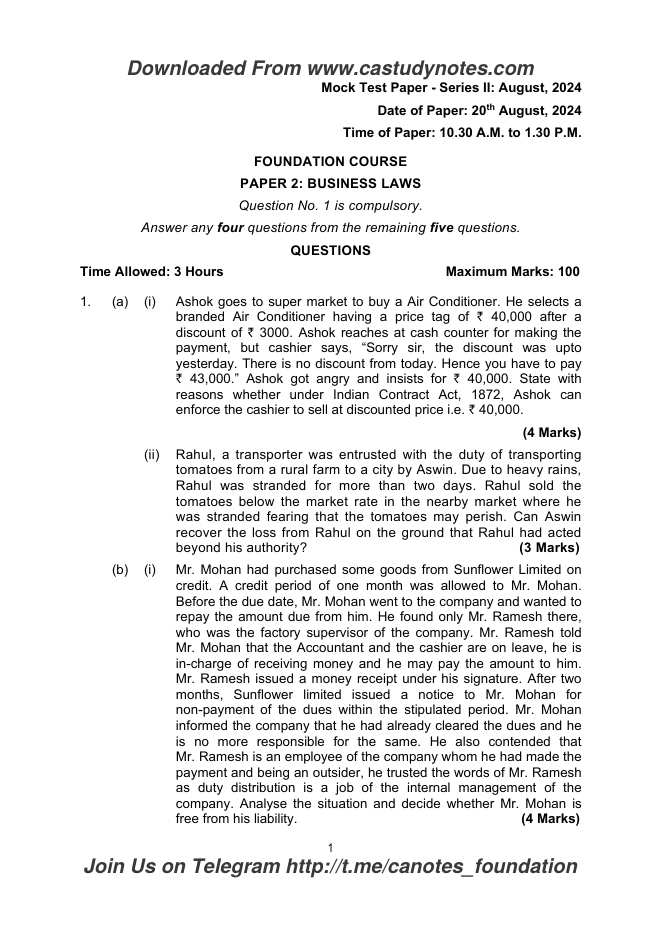 Downloaded From www.castudynotes.com
Mock Test Paper - Series II: August, 2024
Date of Paper: 20th August, 2024
Time of Paper: 10.30 A.M. to 1.30 P.M.
FOUNDATION COURSE
PAPER 2: BUSINESS LAWS
Question No. 1 is compulsory.
Answer any four questions from the remaining five questions.
QUESTIONS
Time Allowed: 3 Hours Maximum Marks: 100
1. (a) (i) Ashok goes to super market to buy a Air Conditioner. He selects a
branded Air Conditioner having a price tag of ₹ 40,000 after a
discount of ₹ 3000. Ashok reaches at cash counter for making the
payment, but cashier says, “Sorry sir, the discount was upto
yesterday. There is no discount from today. Hence you have to pay
₹ 43,000.” Ashok got angry and insists for ₹ 40,000. State with
reasons whether under Indian Contract Act, 1872, Ashok can
enforce the cashier to sell at discounted price i.e. ₹ 40,000.
(4 Marks)
(ii) Rahul, a transporter was entrusted with the duty of transporting
tomatoes from a rural farm to a city by Aswin. Due to heavy rains,
Rahul was stranded for more than two days. Rahul sold the
tomatoes below the market rate in the nearby market where he
was stranded fearing that the tomatoes may perish. Can Aswin
recover the loss from Rahul on the ground that Rahul had acted
beyond his authority? (3 Marks)
(b) (i) Mr. Mohan had purchased some goods from Sunflower Limited on
credit. A credit period of one month was allowed to Mr. Mohan.
Before the due date, Mr. Mohan went to the company and wanted to
repay the amount due from him. He found only Mr. Ramesh there,
who was the factory supervisor of the company. Mr. Ramesh told
Mr. Mohan that the Accountant and the cashier are on leave, he is
in-charge of receiving money and he may pay the amount to him.
Mr. Ramesh issued a money receipt under his signature. After two
months, Sunflower limited issued a notice to Mr. Mohan for
non-payment of the dues within the stipulated period. Mr. Mohan
informed the company that he had already cleared the dues and he
is no more responsible for the same. He also contended that
Mr. Ramesh is an employee of the company whom he had made the
payment and being an outsider, he trusted the words of Mr. Ramesh
as duty distribution is a job of the internal management of the
company. Analyse the situation and decide whether Mr. Mohan is
free from his liability. (4 Marks)
1
Join Us on Telegram http://t.me/canotes_foundation